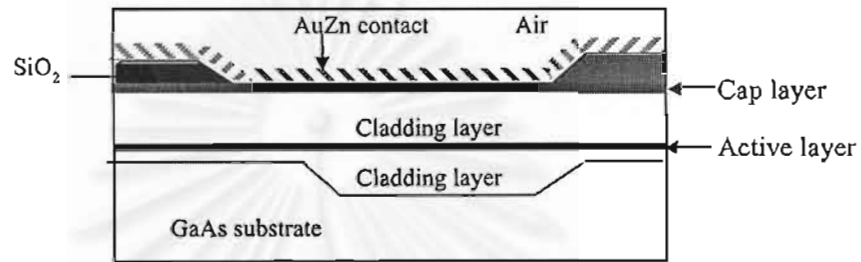 AuZn contact
Air
SiO₂
Cap layer
Cladding layer
Active layer
Cladding layer
GaAs substrate